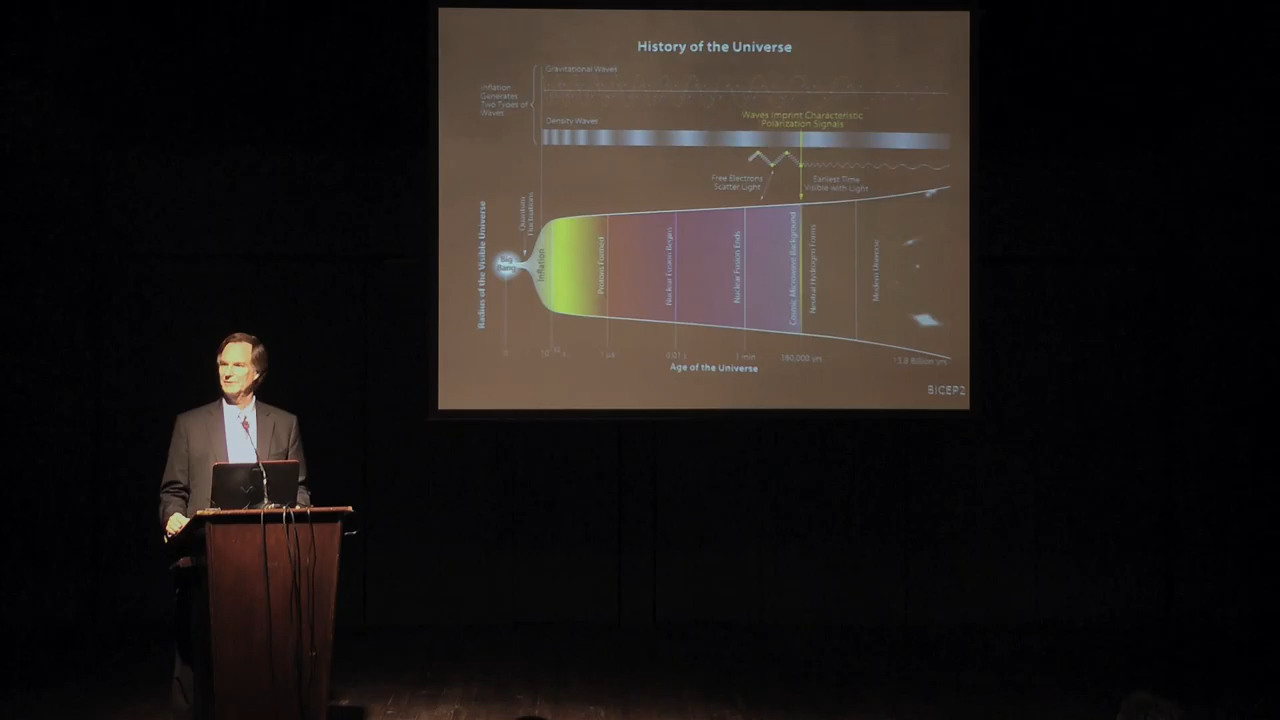 History of the Universe
Gravitational Waves
Inflation
Generates
Two Types of
Waves
Density Waves
Waves Imprint Characteristic
Polarization Signals
Free Electrons
Scatter Light
Earliest Time
Visible with Light
Radius of the Visible Universe
Quantum
Fluctuations
Big
Bang
Inflation
Protons Formed
Nuclear Fusion Begins
Nuclear Fusion Ends
Cosmic Microwave Background
Neutral Hydrogen Forms
Modern Universe
0
1 µs
0.01 s
3 min
380,000 yrs
13.8 Billion yrs
Age of the Universe
BICEP2